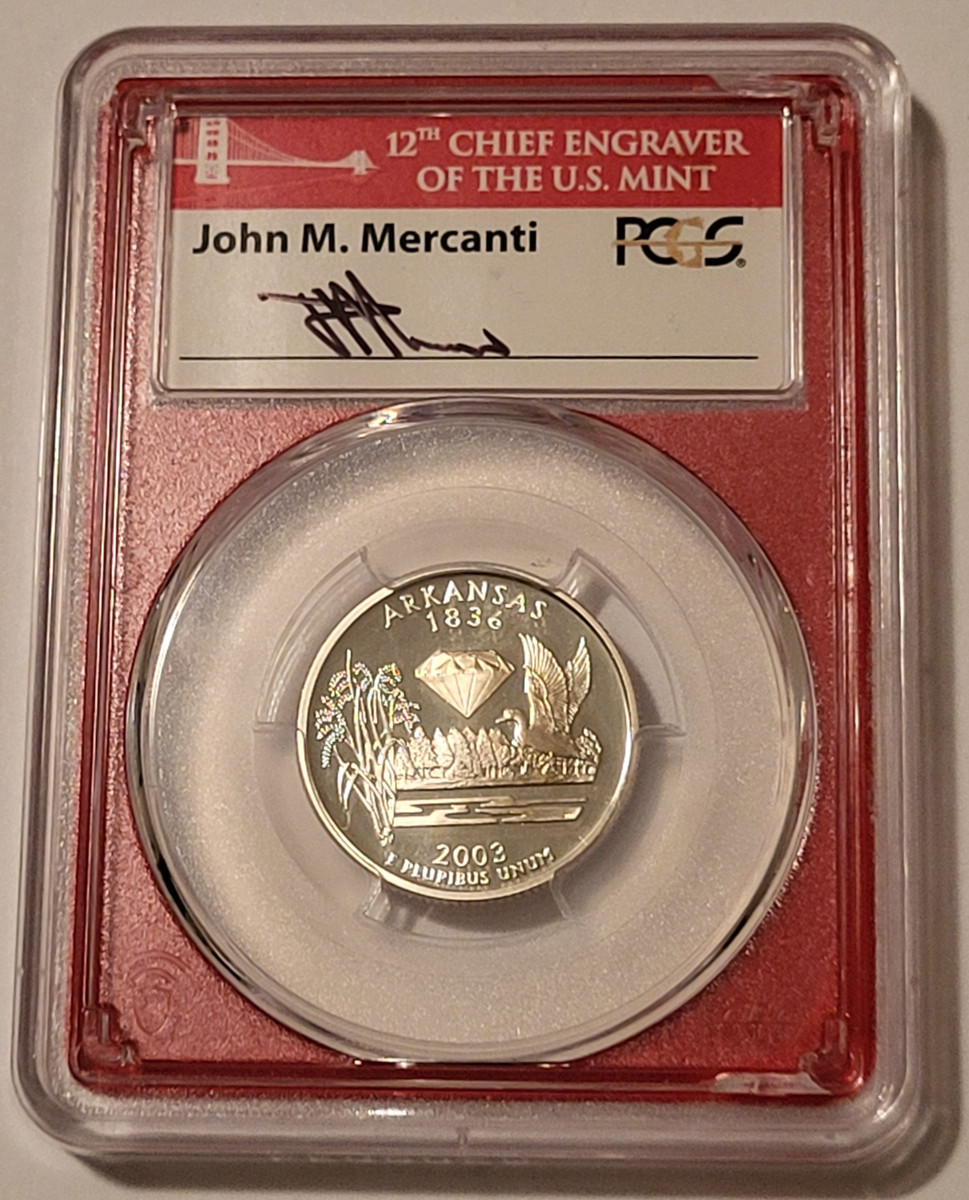 12TH CHIEF ENGRAVER
OF THE U.S. MINT
John M. Mercanti
PCGS®
ARKANSAS
1836
2003
E PLURIBUS UNUM